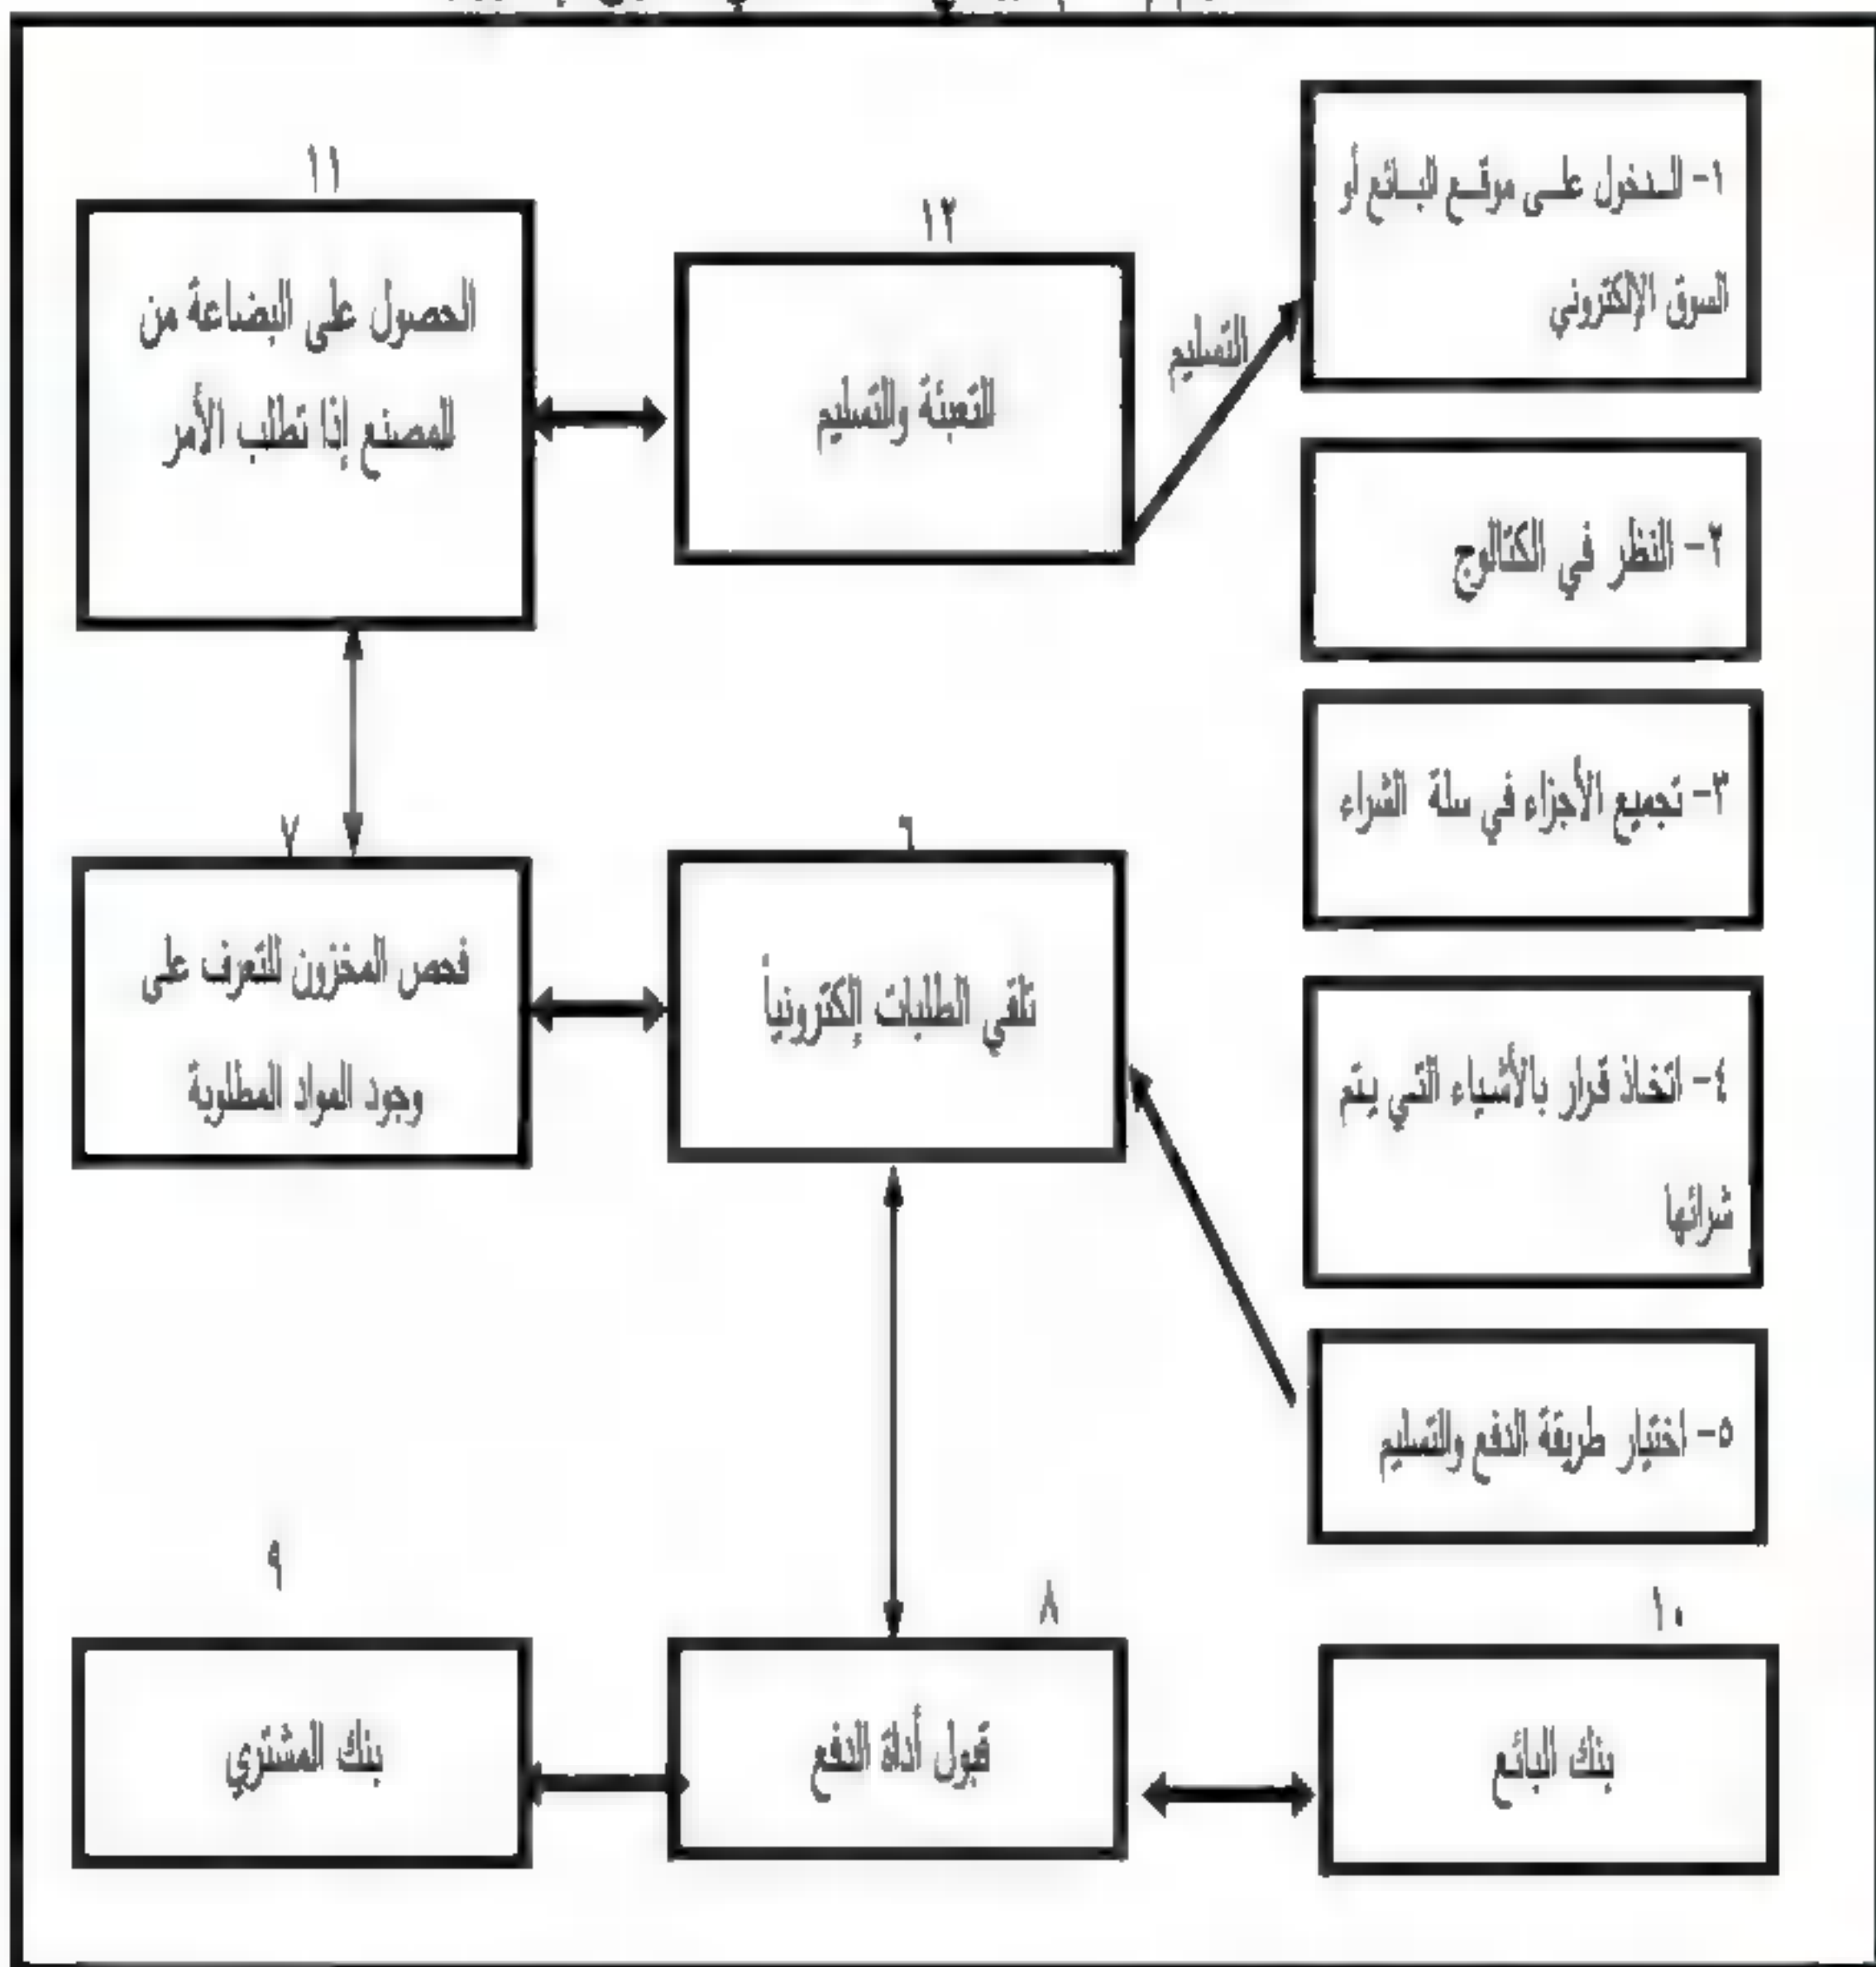 ١- الدخول على موقع البائع أو
السوق الإلكتروني
٢- النظر في الكتالوج
٣- تجميع الأجزاء في سلة الشراء
٤- اتخاذ قرار بالأشياء التي يتم
شرائها
٥- اختيار طريقة الدفع والتسليم
٦
تلقي الطلبات إلكترونياً
٧
فحص المخزون للتعرف على
وجود المواد المطلوبة
٨
قبول أداة الدفع
٩
بنك المشتري
١٠
بنك البائع
١١
الحصول على البضاعة من
المصنع إذا تطلب الأمر
١٢
التعبئة والتسليم
التسليم